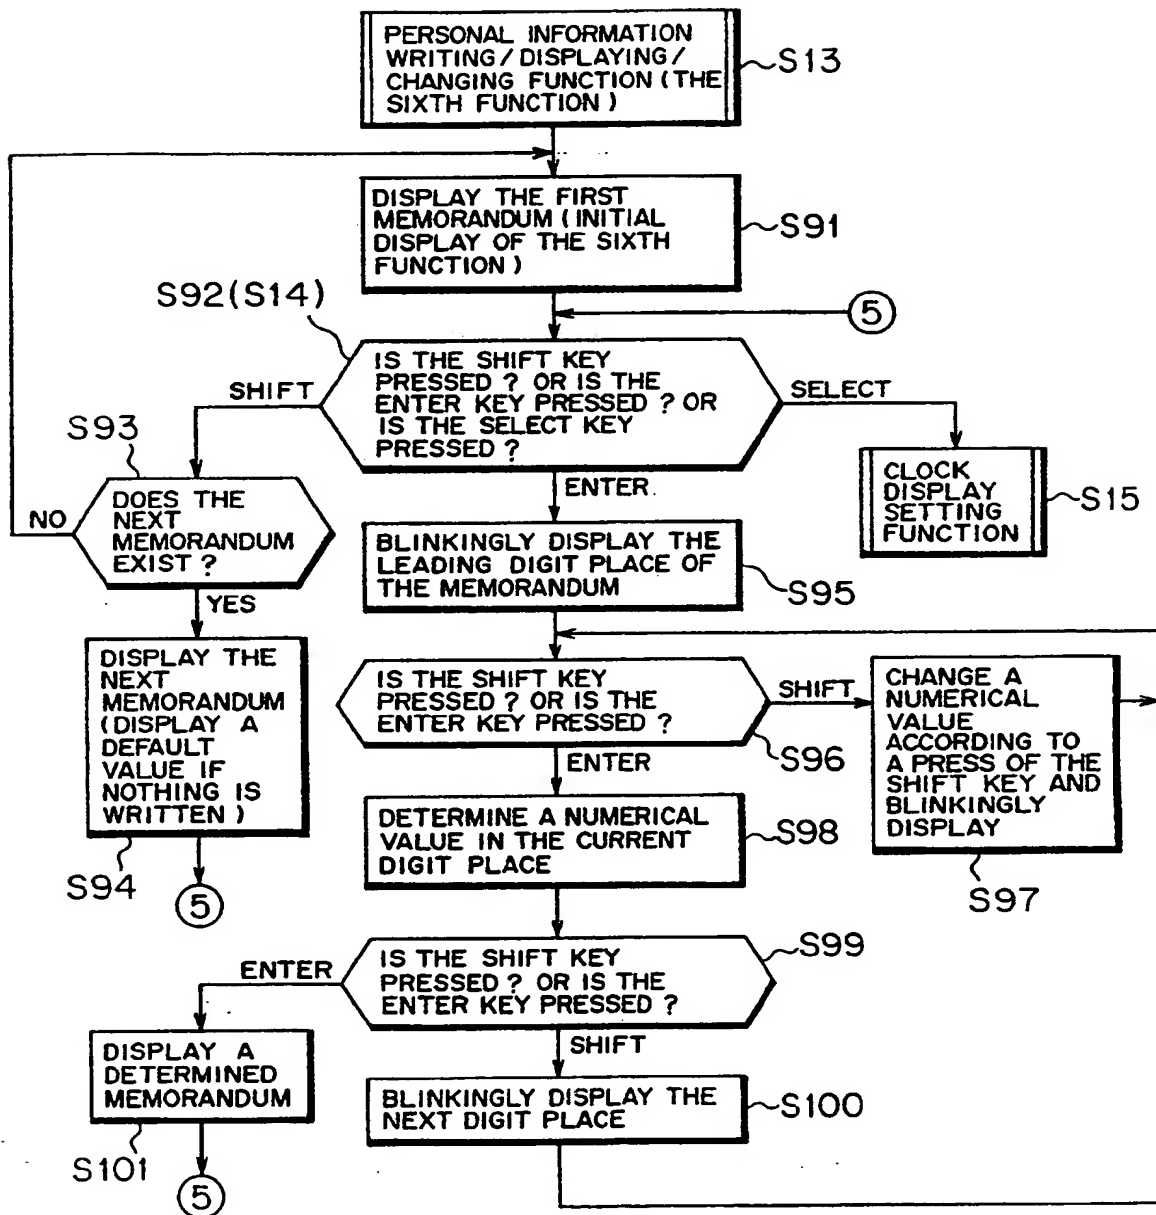 PERSONAL INFORMATION
WRITING/DISPLAYING/
CHANGING FUNCTION (THE
SIXTH FUNCTION)
S13
DISPLAY THE FIRST
MEMORANDUM (INITIAL
DISPLAY OF THE SIXTH
FUNCTION)
S91
S92(S14)
5
IS THE SHIFT KEY
PRESSED ? OR IS THE
ENTER KEY PRESSED ? OR
IS THE SELECT KEY
PRESSED ?
SHIFT
SELECT
ENTER
S93
DOES THE
NEXT
MEMORANDUM
EXIST ?
NO
YES
CLOCK
DISPLAY
SETTING
FUNCTION
S15
BLINKINGLY DISPLAY THE
LEADING DIGIT PLACE OF
THE MEMORANDUM
S95
DISPLAY THE
NEXT
MEMORANDUM
(DISPLAY A
DEFAULT
VALUE IF
NOTHING IS
WRITTEN)
S94
5
IS THE SHIFT KEY
PRESSED ? OR IS THE
ENTER KEY PRESSED ?
SHIFT
S96
ENTER
CHANGE A
NUMERICAL
VALUE
ACCORDING TO
A PRESS OF THE
SHIFT KEY AND
BLINKINGLY
DISPLAY
S97
DETERMINE A NUMERICAL
VALUE IN THE CURRENT
DIGIT PLACE
S98
IS THE SHIFT KEY
PRESSED ? OR IS THE
ENTER KEY PRESSED ?
S99
ENTER
SHIFT
DISPLAY A
DETERMINED
MEMORANDUM
S101
5
BLINKINGLY DISPLAY THE
NEXT DIGIT PLACE
S100